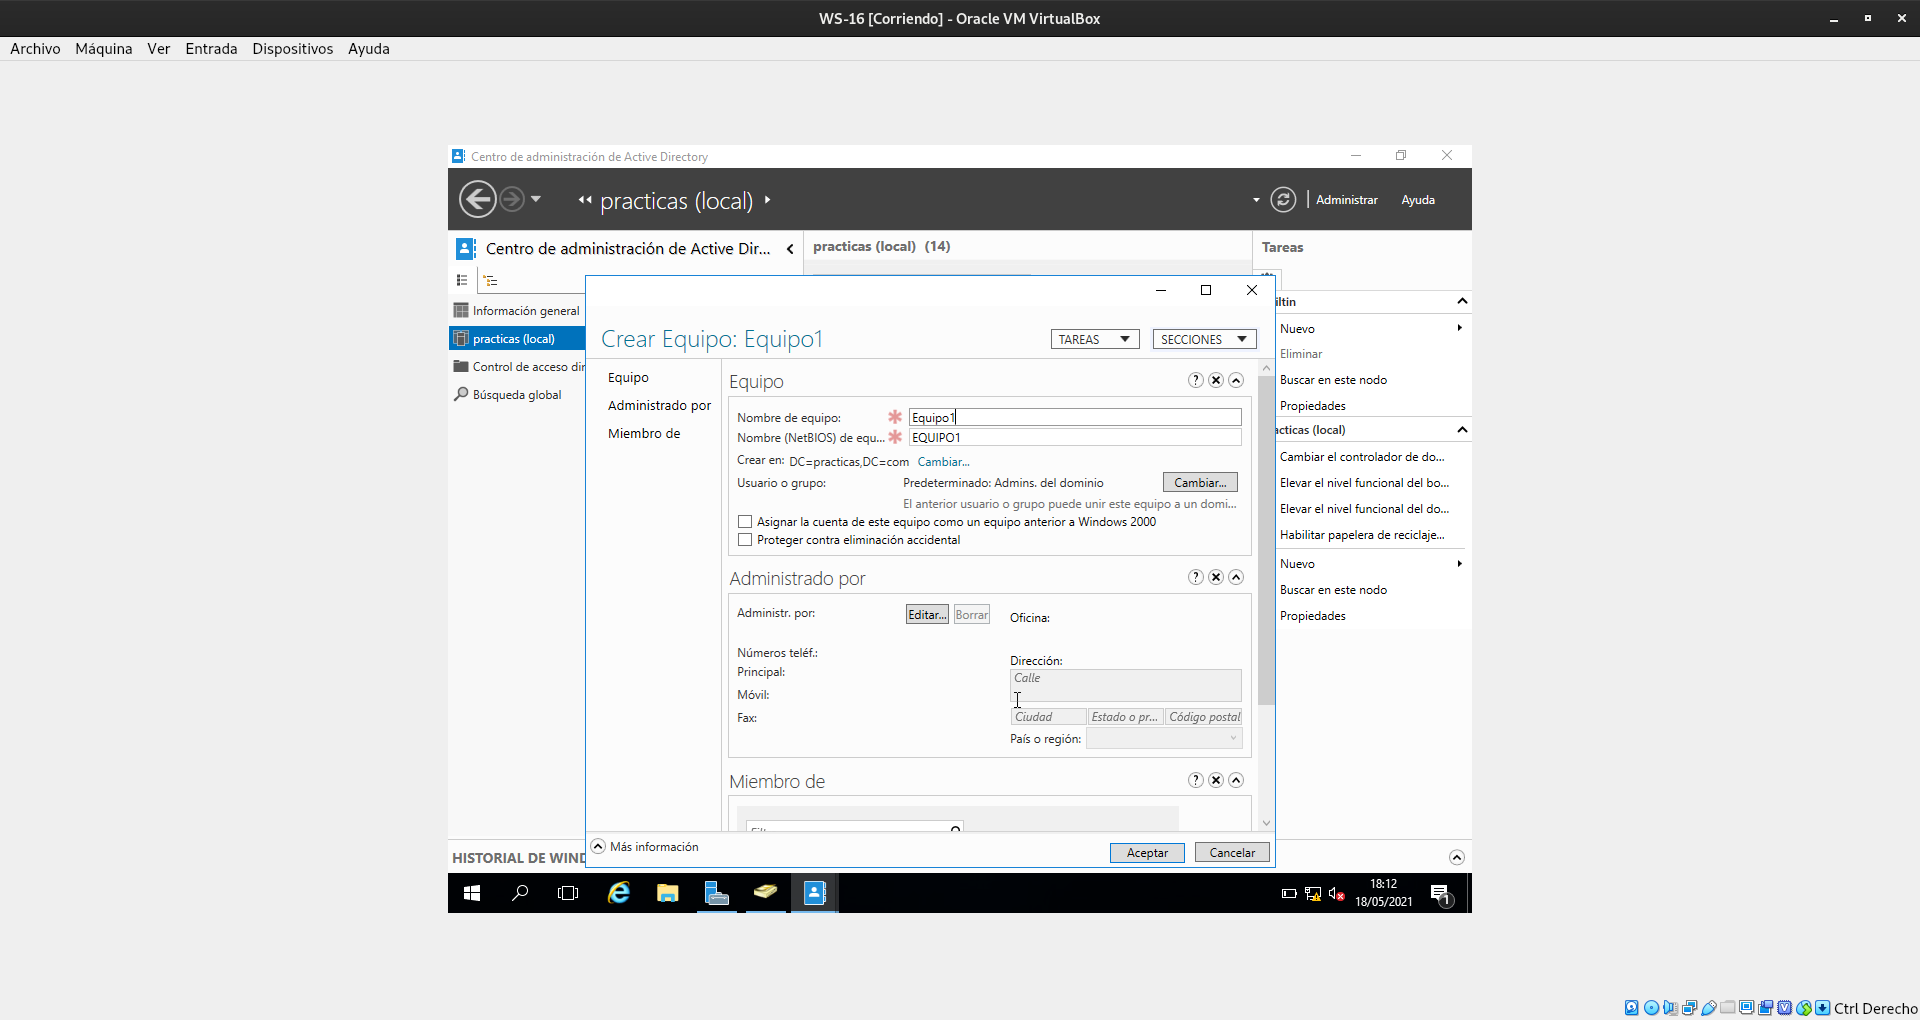 WS-16 [Corriendo] - Oracle VM VirtualBox
Archivo Máquina Ver Entrada Dispositivos Ayuda
Centro de administración de Active Directory
practicas (local)
Administrar Ayuda
Centro de administración de Active Dir...
Información general
practicas (local)
Control de acceso dir
Búsqueda global
practicas (local) (14)
Crear Equipo: Equipo1
TAREAS SECCIONES
Equipo
Administrado por
Miembro de
Equipo
Nombre de equipo: Equipo1
Nombre (NetBIOS) de equ... EQUIPO1
Crear en: DC=practicas,DC=com Cambiar...
Usuario o grupo: Predeterminado: Admins. del dominio Cambiar...
El anterior usuario o grupo puede unir este equipo a un domi...
Asignar la cuenta de este equipo como un equipo anterior a Windows 2000
Proteger contra eliminación accidental
Administrado por
Administr. por: Editar... Borrar Oficina:
Números teléf.:
Principal:
Móvil:
Fax:
Dirección:
Calle
Ciudad Estado o pr... Código postal
País o región:
Miembro de
Más información
Aceptar Cancelar
Tareas
iltin
Nuevo
Eliminar
Buscar en este nodo
Propiedades
acticas (local)
Cambiar el controlador de do...
Elevar el nivel funcional del bo...
Elevar el nivel funcional del do...
Habilitar papelera de reciclaje...
Nuevo
Buscar en este nodo
Propiedades
HISTORIAL DE WIND
18:12
18/05/2021
1
Ctrl Derecho